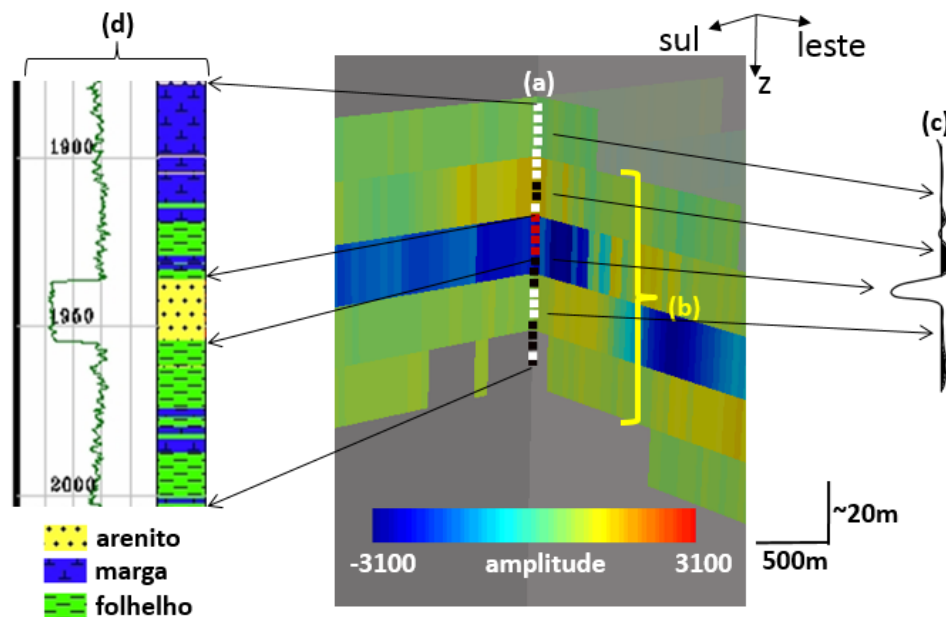 (d)
sul
leste
z
(a)
(c)
1900
1950
(b)
2000
arenito
marga
folhelho
-3100 amplitude 3100
~20m
500m